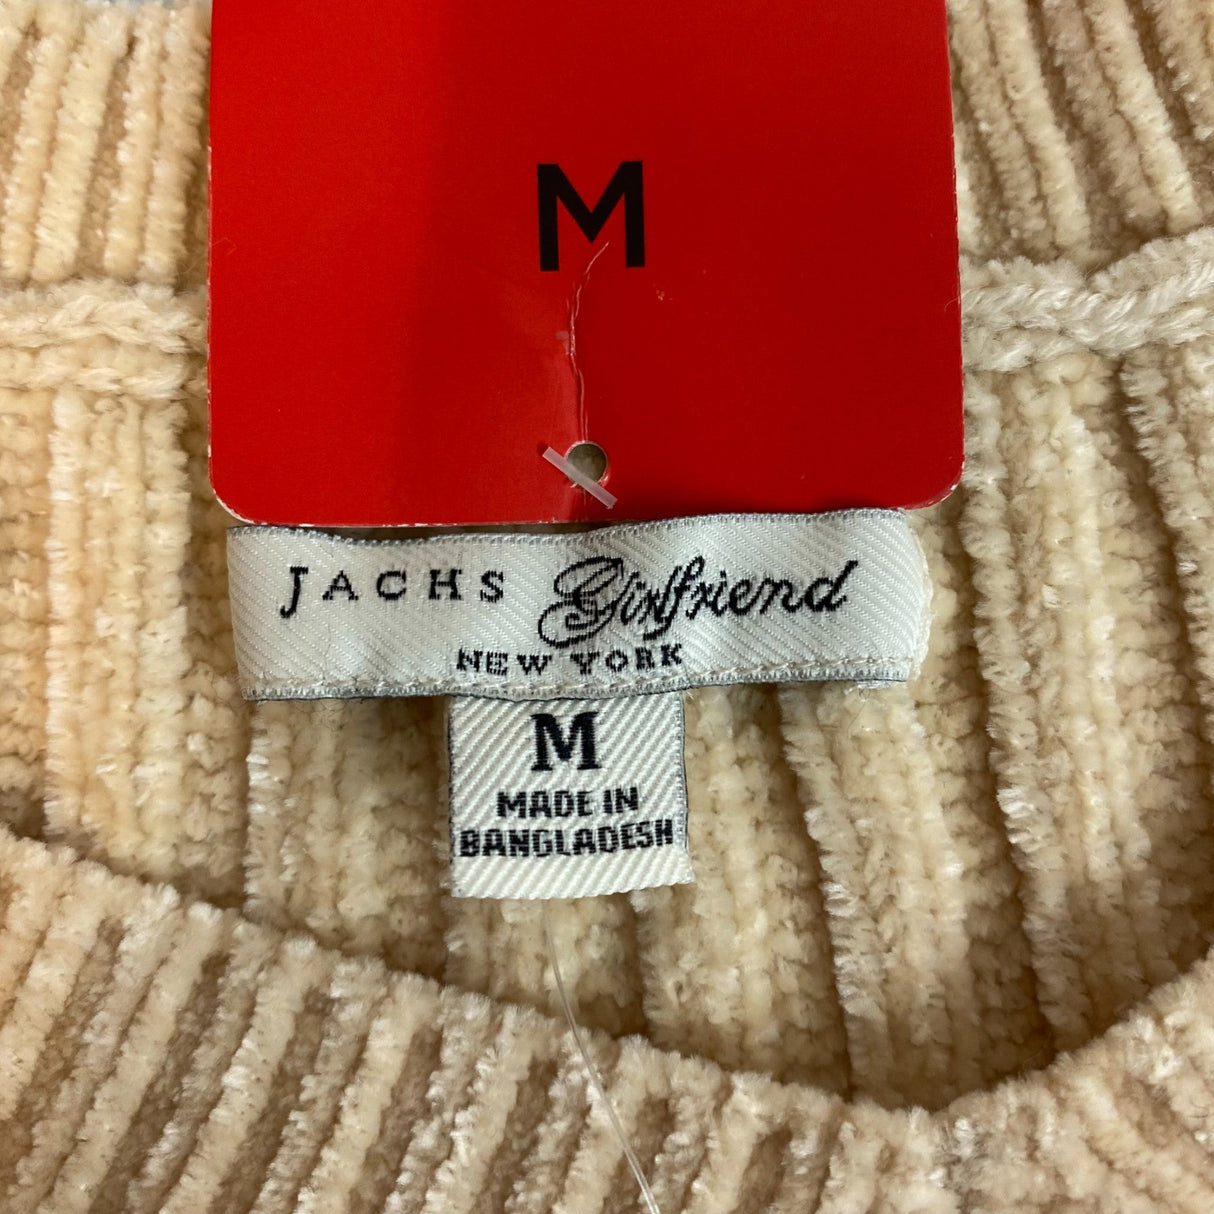 M
JACHS Girlfriend
NEW YORK
M
MADE IN
BANGLADESH